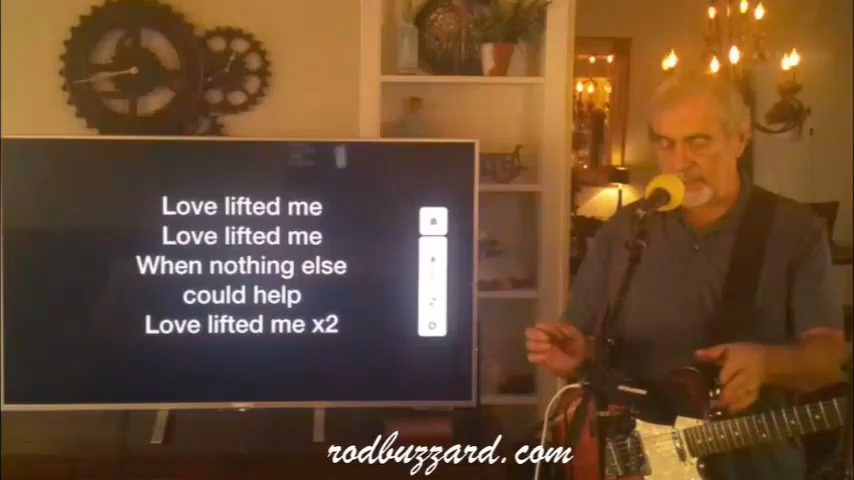 Love lifted me
Love lifted me
When nothing else
could help
Love lifted me x2
rodbuzzard.com